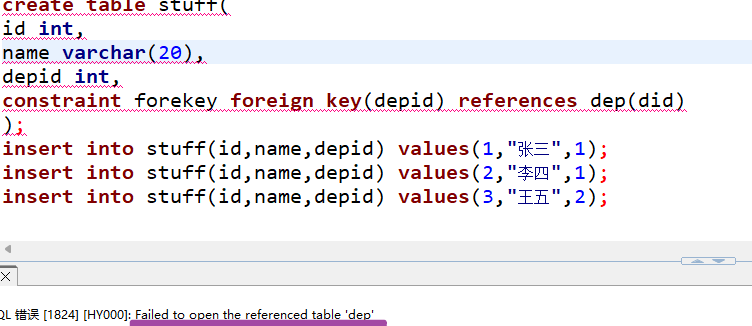 create table stuff(
id int,
name varchar(20),
depid int,
constraint forekey foreign key(depid) references dep(did)
);
insert into stuff(id,name,depid) values(1,"张三",1);
insert into stuff(id,name,depid) values(2,"李四",1);
insert into stuff(id,name,depid) values(3,"王五",2);
QL 错误 [1824] [HY000]: Failed to open the referenced table 'dep'